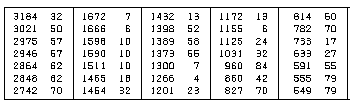 3184 32 1672 7 1432 13 1172 13 814 60
3021 50 1666 6 1398 52 1155 6 782 70
2975 57 1598 10 1389 58 1125 24 733 17
2946 67 1590 10 1373 66 1031 32 699 27
2864 62 1511 10 1300 7 960 84 591 55
2848 62 1465 18 1266 4 860 42 555 79
2742 70 1464 32 1201 23 827 70 549 79